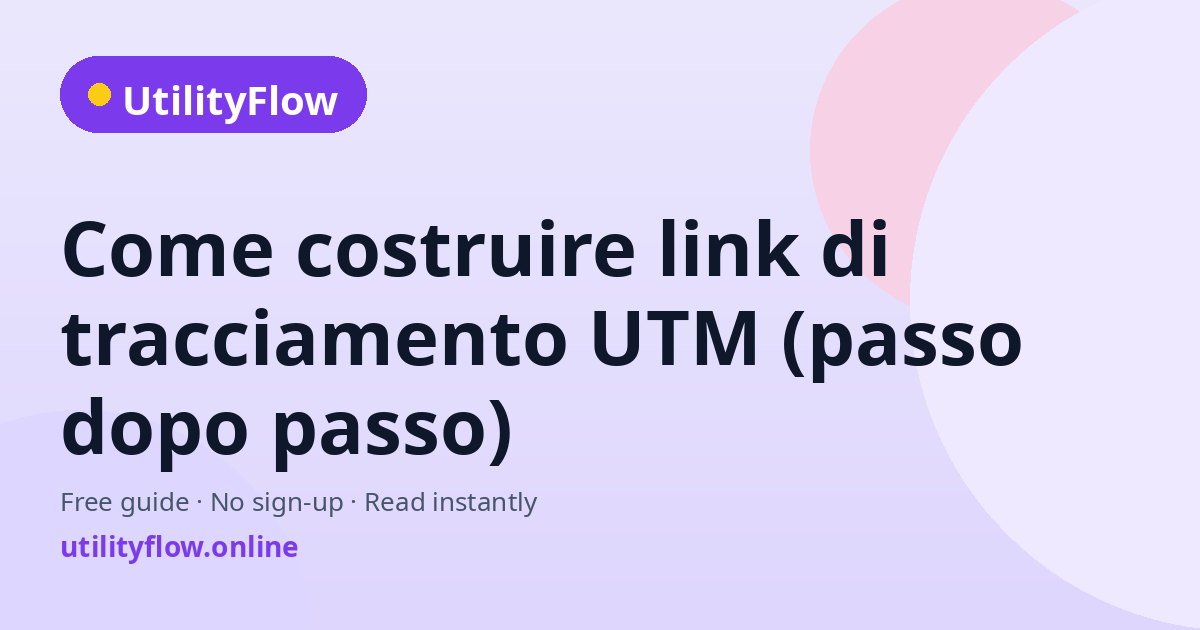 UtilityFlow
Come costruire link di
tracciamento UTM (passo
dopo passo)
Free guide · No sign-up · Read instantly
utilityflow.online